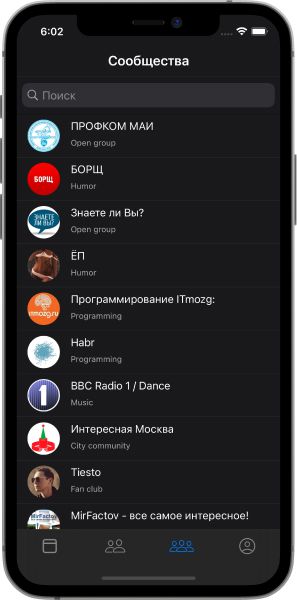 6:02
Сообщества
Поиск
ПРОФКОМ МАИ
Open group
БОРЩ
БОРЩ
Humor
ЗНАЕТЕ
ЛИ ВЫ?
Знаете ли Вы?
Open group
ЁП
Humor
ITmozg.ru
Программирование ITmozg:
Programming
Habr
Programming
1
BBC Radio 1 / Dance
Music
Интересная Москва
City community
Tiesto
Fan club
MirFactov
MirFactov - все самое интересное!